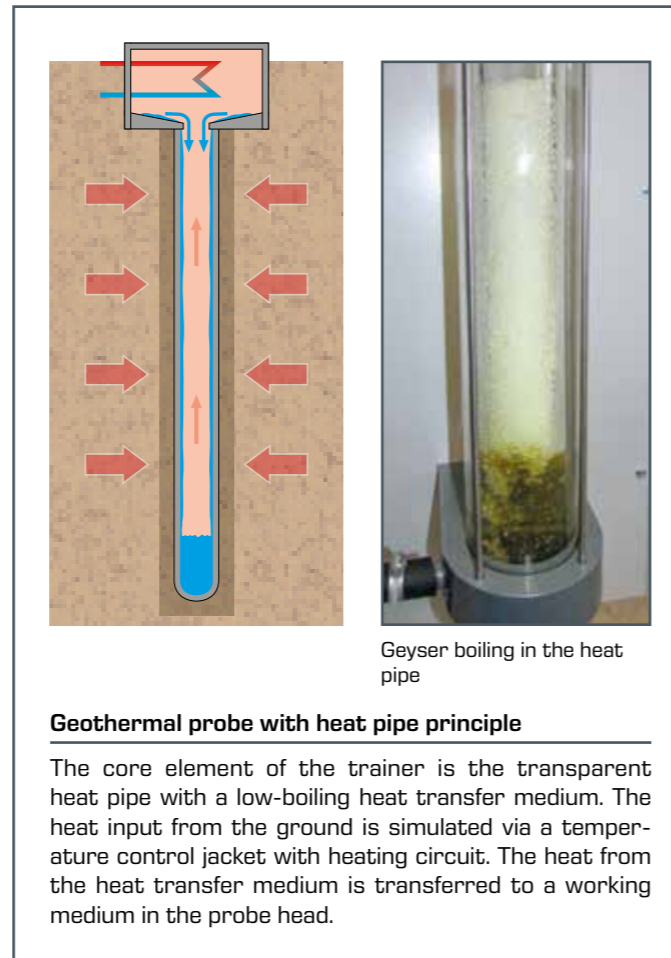 Geyser boiling in the heat
pipe
Geothermal probe with heat pipe principle
The core element of the trainer is the transparent
heat pipe with a low-boiling heat transfer medium. The
heat input from the ground is simulated via a temper-
ature control jacket with heating circuit. The heat from
the heat transfer medium is transferred to a working
medium in the probe head.